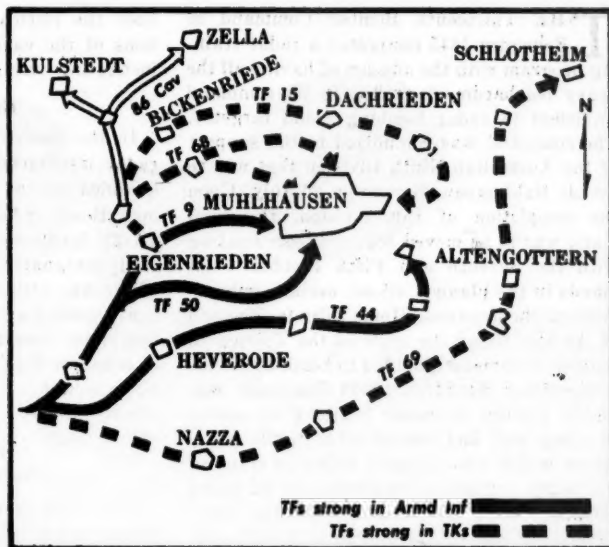 ZELLA
KULSTEDT
86 Cav
BICKENRIEDE
TF 15
SCHLOTHEIM
DACHRIEDEN
TF 68
N
MUHLHAUSEN
TF 9
EIGENRIEDEN
ALTENGOTTERN
TF 50
TF 44
HEVERODE
TF 69
NAZZA
TFs strong in Armd Inf
TFs strong in TKs